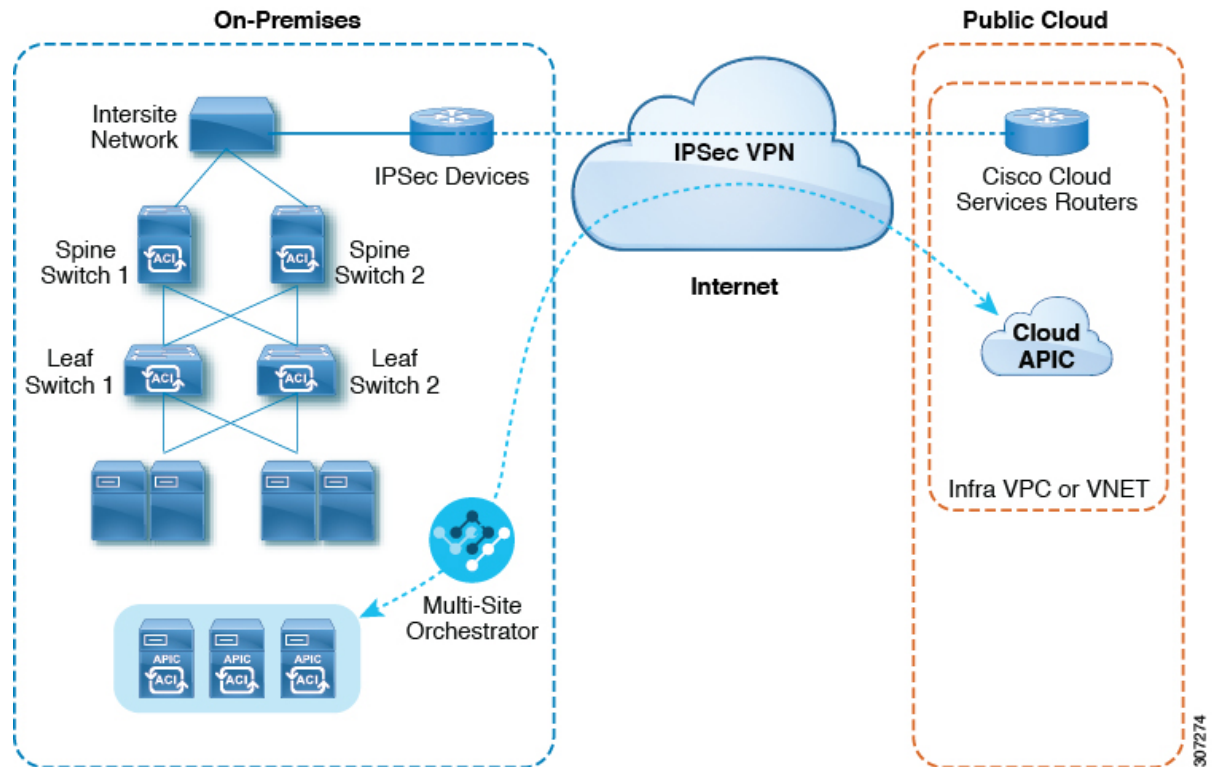 On-Premises
Public Cloud
Intersite
Network
IPSec Devices
IPSec VPN
Cisco Cloud
Services Routers
Spine
Switch 1
ACI
ACI
Spine
Switch 2
Internet
Cloud
APIC
Leaf
Switch 1
ACI
ACI
Leaf
Switch 2
Infra VPC or VNET
Multi-Site
Orchestrator
APIC
ACI
APIC
ACI
APIC
ACI
307274